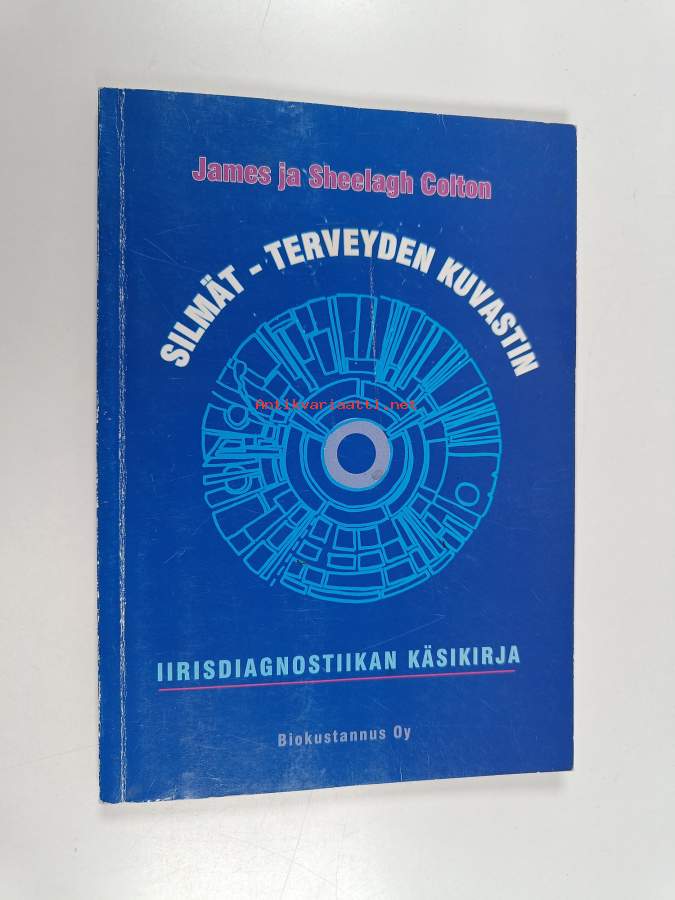 James ja Sheelagh Colton
SILMÄT - TERVEYDEN KUVASTIN
Antikvariaatti.net
IIRISDIAGNOSTIIKAN KÄSIKIRJA
Biokustannus Oy